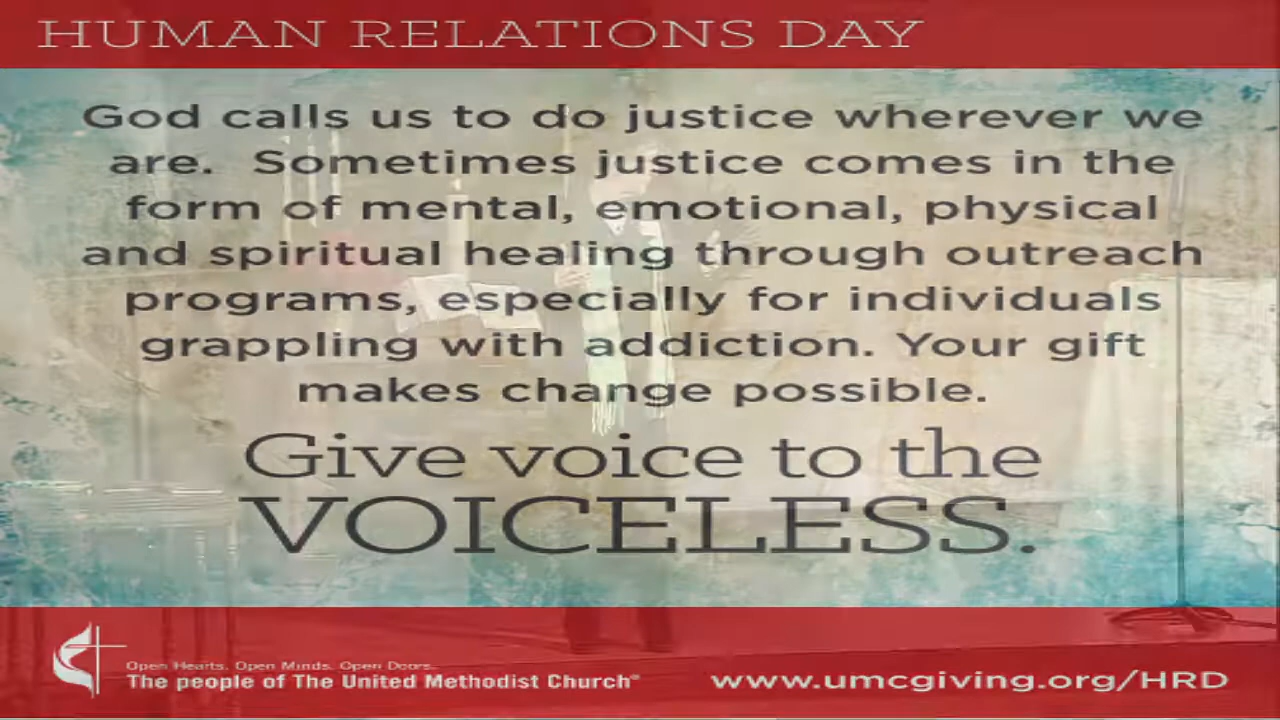 HUMAN RELATIONS DAY
God calls us to do justice wherever we
are. Sometimes justice comes in the
form of mental, emotional, physical
and spiritual healing through outreach
programs, especially for individuals
grappling with addiction. Your gift
makes change possible.
Give voice to the
VOICELESS.
Open Hearts. Open Minds. Open Doors.
The people of The United Methodist Church®
www.umcgiving.org/HRD